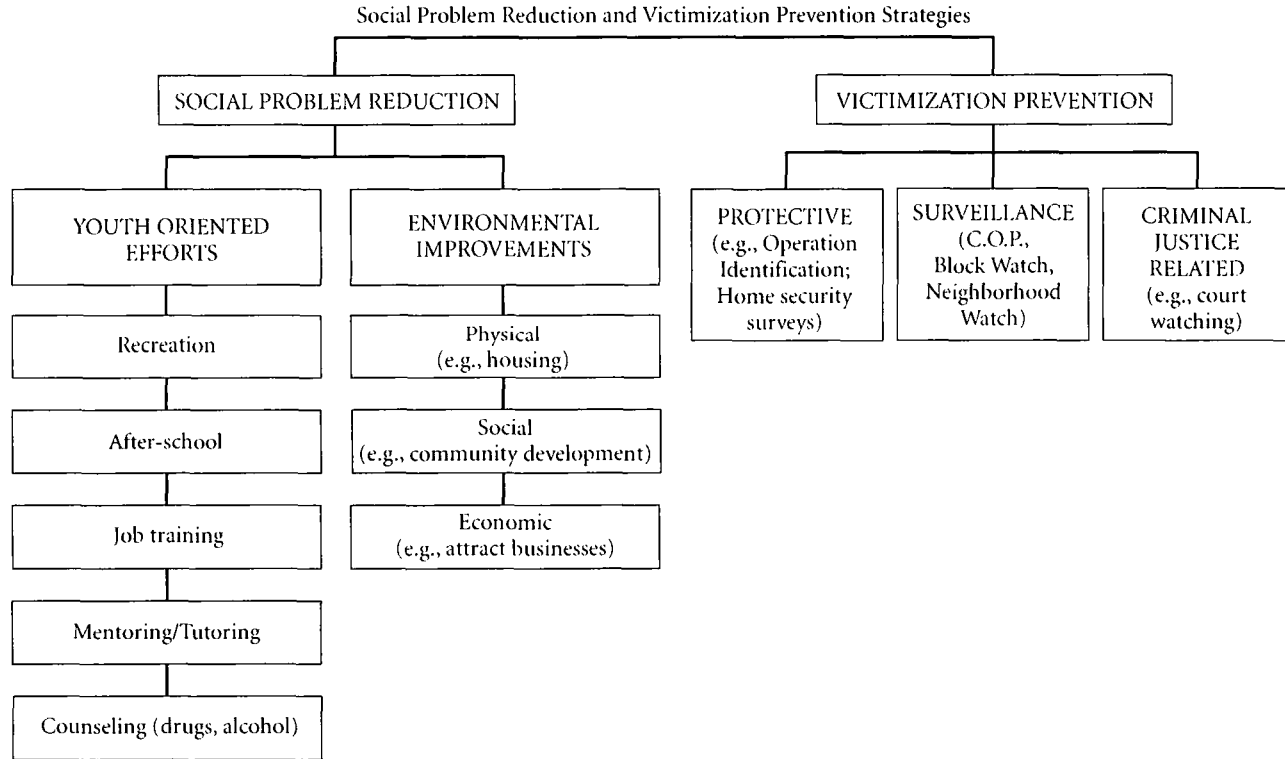 Social Problem Reduction and Victimization Prevention Strategies
SOCIAL PROBLEM REDUCTION
VICTIMIZATION PREVENTION
YOUTH ORIENTED
EFFORTS
Recreation
After-school
Job training
Mentoring/Tutoring
Counseling (drugs, alcohol)
ENVIRONMENTAL
IMPROVEMENTS
Physical
(e.g., housing)
Social
(e.g., community development)
Economic
(e.g., attract businesses)
PROTECTIVE
(e.g., Operation
Identification;
Home security
surveys)
SURVEILLANCE
(C.O.P.,
Block Watch,
Neighborhood
Watch)
CRIMINAL
JUSTICE
RELATED
(e.g., court
watching)